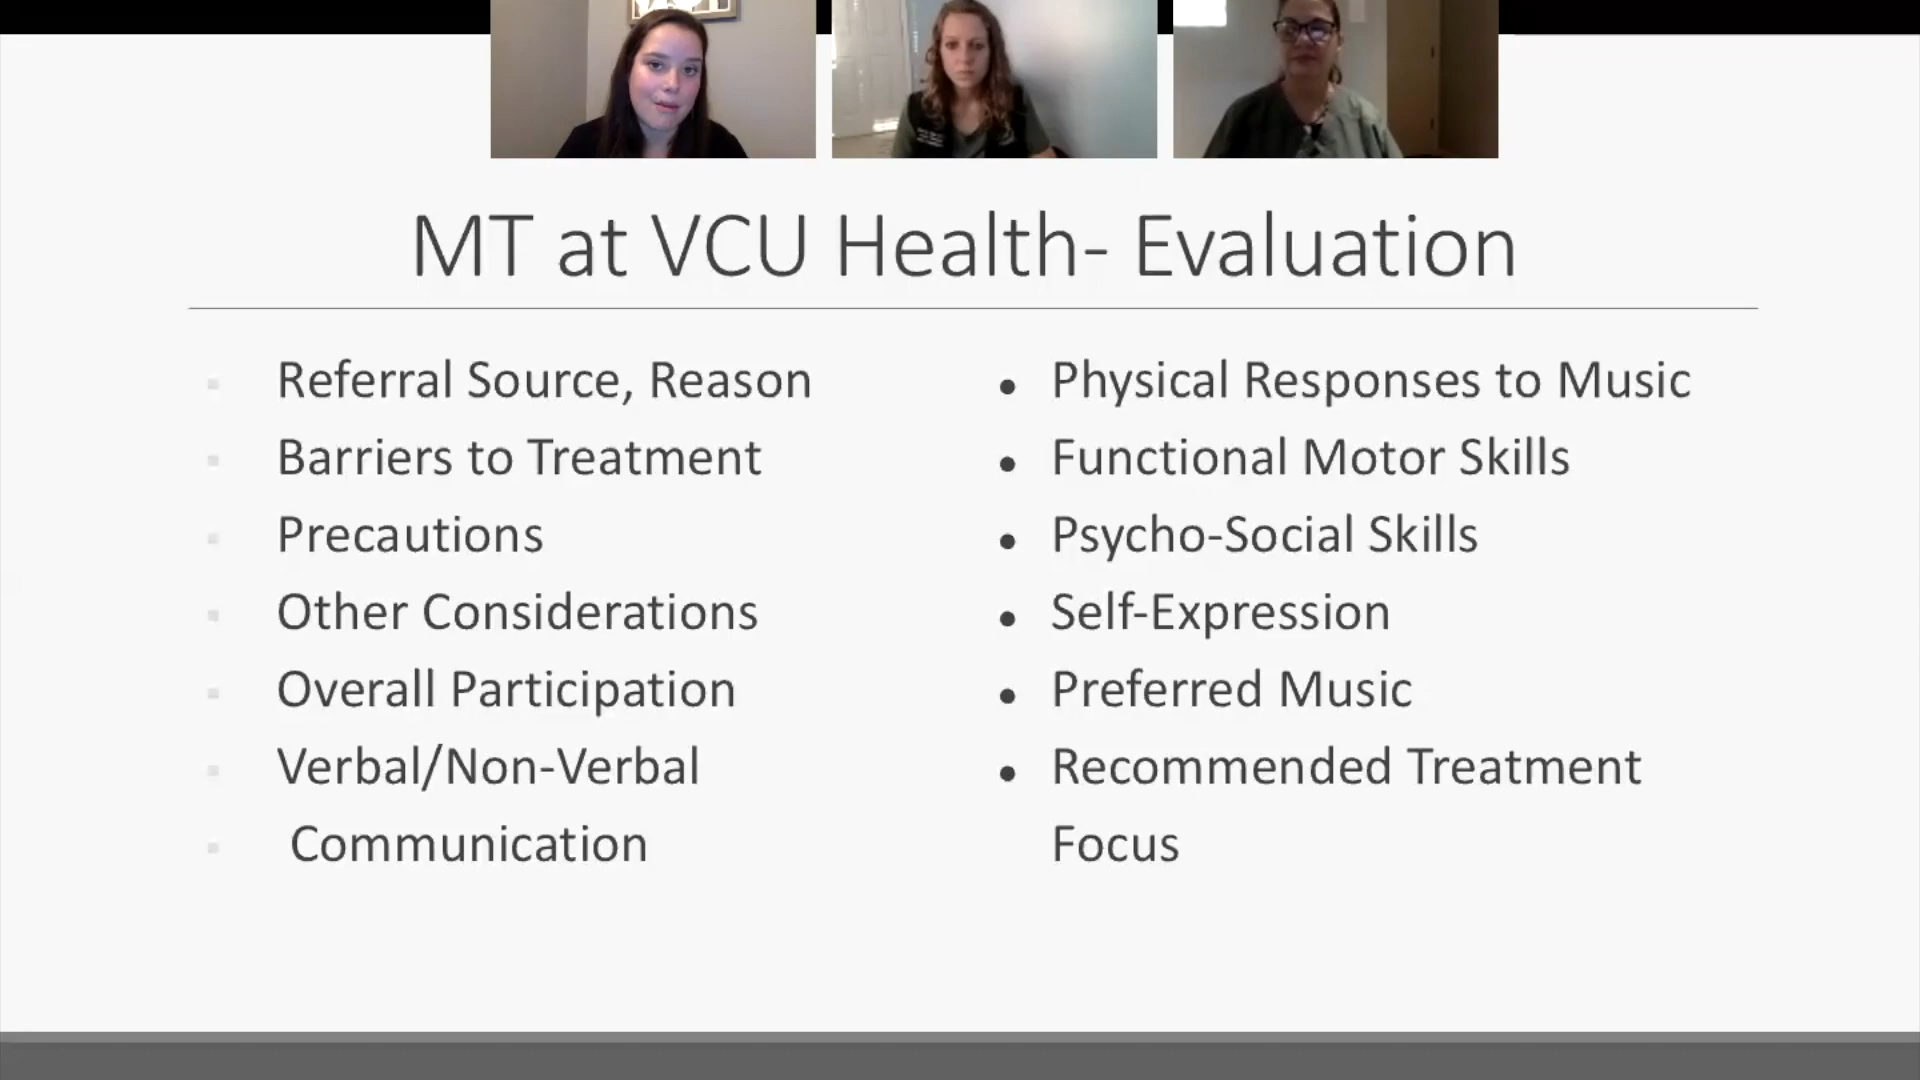 MT at VCU Health- Evaluation
Referral Source, Reason
Barriers to Treatment
Precautions
Other Considerations
Overall Participation
Verbal/Non-Verbal
Communication
Physical Responses to Music
Functional Motor Skills
Psycho-Social Skills
Self-Expression
Preferred Music
Recommended Treatment
Focus